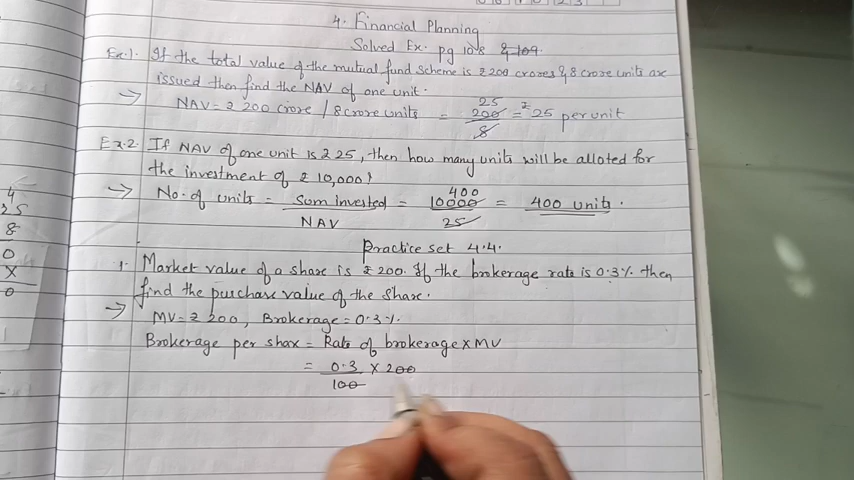 4. Financial Planning
Solved Ex. pg 108 & 109
Ex.1. If the total value of the mutual fund scheme is ₹ 200 crores & 8 crore units are
issued then find the NAV of one unit.
→ NAV = ₹ 200 crore / 8 crore units = 200/8 25 = ₹ 25 per unit
Ex.2. If NAV of one unit is ₹ 25, then how many units will be alloted for
the investment of ₹ 10,000?
→ No. of units = Sum invested / NAV = 10000/25 400 = 400 units.
Practice set 4.4.
1. Market value of a share is ₹ 200. If the brokerage rate is 0.3% then
find the purchase value of the share.
→ MV = ₹ 200, Brokerage = 0.3%.
Brokerage per share = Rate of brokerage × MV
= 0.3/100 × 200
4
25
8
0
X
0